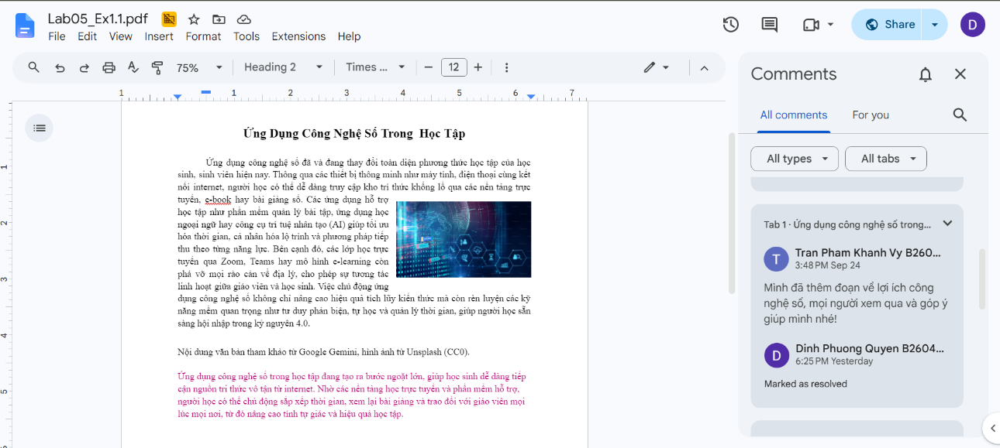 Lab05_Ex1.1.pdf
File Edit View Insert Format Tools Extensions Help
Share
D
75% Heading 2 Times ... 12
1 1 2 3 4 5 6 7
Ứng Dụng Công Nghệ Số Trong Học Tập
Ứng dụng công nghệ số đã và đang thay đổi toàn diện phương thức học tập của học
sinh, sinh viên hiện nay. Thông qua các thiết bị thông minh như máy tính, điện thoại cùng kết
nối internet, người học có thể dễ dàng truy cập kho tri thức khổng lồ qua các nền tảng trực
tuyến, e-book hay bài giảng số. Các ứng dụng hỗ trợ
học tập như phần mềm quản lý bài tập, ứng dụng học
ngoại ngữ hay công cụ trí tuệ nhân tạo (AI) giúp tối ưu
hóa thời gian, cá nhân hóa lộ trình và phương pháp tiếp
thu theo từng năng lực. Bên cạnh đó, các lớp học trực
tuyến qua Zoom, Teams hay mô hình e-learning còn
phá vỡ mọi rào cản về địa lý, cho phép sự tương tác
linh hoạt giữa giáo viên và học sinh. Việc chủ động ứng
dụng công nghệ số không chỉ nâng cao hiệu quả tích lũy kiến thức mà còn rèn luyện các kỹ
năng mềm quan trọng như tư duy phản biện, tự học và quản lý thời gian, giúp người học sẵn
sàng hội nhập trong kỷ nguyên 4.0.
Nội dung văn bản tham khảo từ Google Gemini, hình ảnh từ Unsplash (CC0).
Ứng dụng công nghệ số trong học tập đang tạo ra bước ngoặt lớn, giúp học sinh dễ dàng tiếp
cận nguồn tri thức vô tận từ internet. Nhờ các nền tảng học trực tuyến và phần mềm hỗ trợ,
người học có thể chủ động sắp xếp thời gian, xem lại bài giảng và trao đổi với giáo viên mọi
lúc mọi nơi, từ đó nâng cao tính tự giác và hiệu quả học tập.
1
2
3
4
5
Comments
All comments For you
All types All tabs
Tab 1 · Ứng dụng công nghệ số trong...
T
Tran Pham Khanh Vy B260...
3:48 PM Sep 24
Mình đã thêm đoạn về lợi ích công
nghệ số, mọi người xem qua và góp ý
giúp mình nhé!
D
Dinh Phuong Quyen B2604...
6:25 PM Yesterday
Marked as resolved